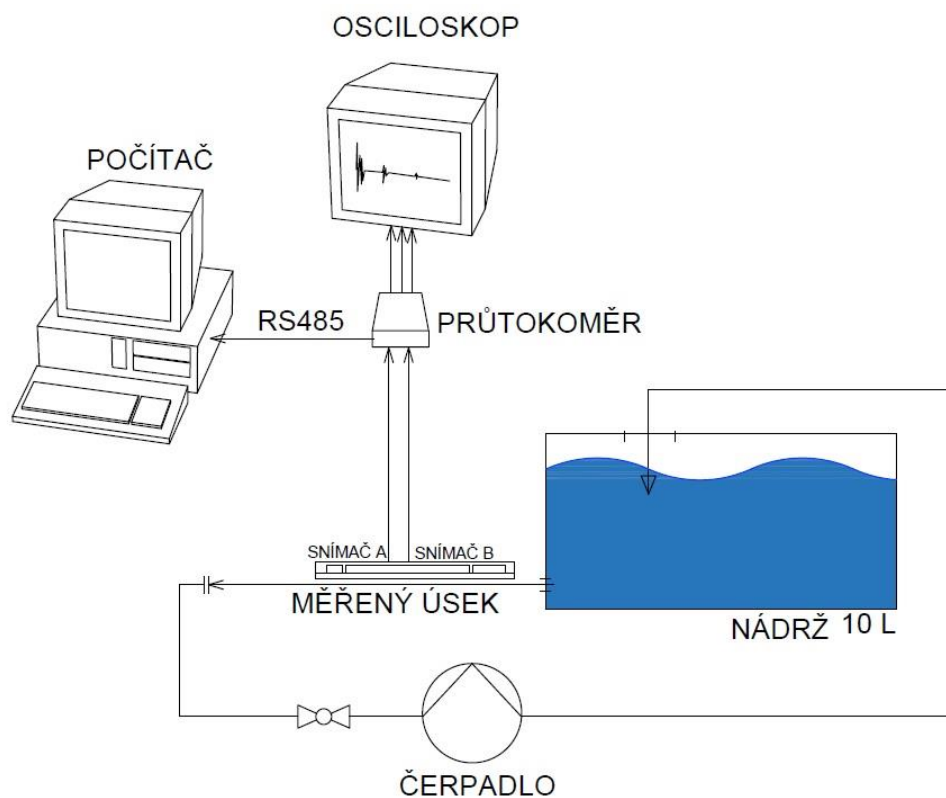 OSCILOSKOP
POČÍTAČ
RS485
PRŮTOKOMĚR
SNÍMAČ A
SNÍMAČ B
MĚŘENÝ ÚSEK
NÁDRŽ 10 L
ČERPADLO